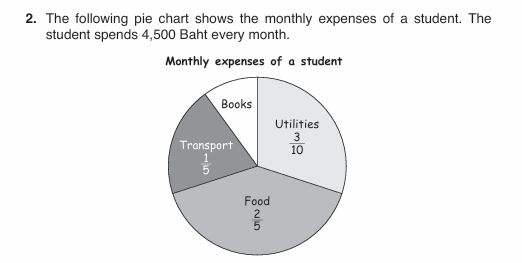 2. The following pie chart shows the monthly expenses of a student. The
student spends 4,500 Baht every month.
Monthly expenses of a student
Books
Utilities
3
10
Transport
1
5
Food
2
5